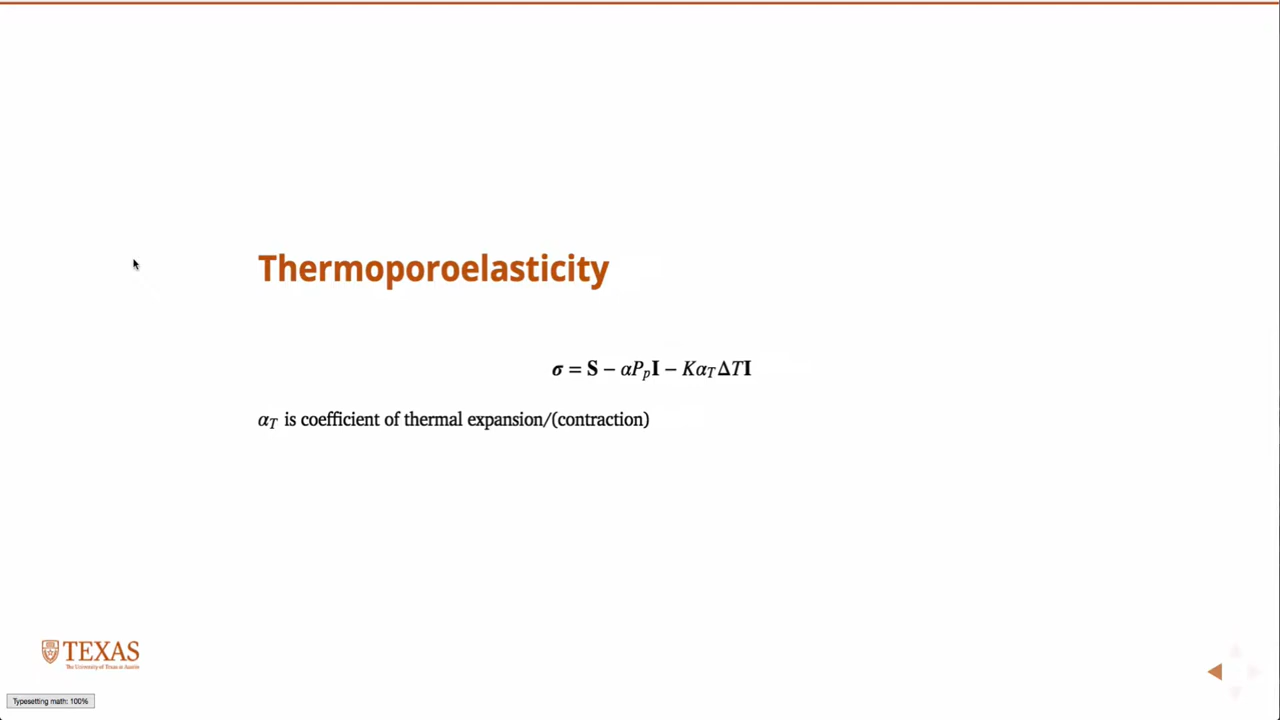 Thermoporoelasticity
σ = S − αPₚI − Kα_TΔTI
α_T is coefficient of thermal expansion/(contraction)
TEXAS
The University of Texas at Austin
Typesetting math: 100%